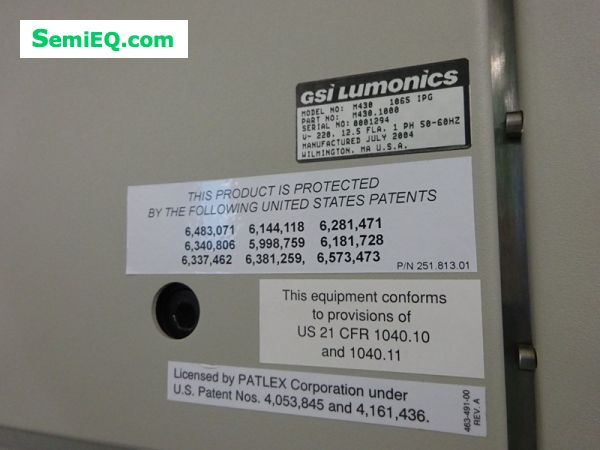 SemiEQ.com
GSI Lumonics
MODEL NO: M430 1065 IPG
PART NO: M430.1000
SERIAL NO: 0001294
U~ 220, 12.5 FLA, 1 PH 50-60HZ
MANUFACTURED JULY 2004
WILMINGTON, MA U.S.A.
THIS PRODUCT IS PROTECTED
BY THE FOLLOWING UNITED STATES PATENTS
6,483,071 6,144,118 6,281,471
6,340,806 5,998,759 6,181,728
6,337,462 6,381,259, 6,573,473
P/N 251.813.01
This equipment conforms
to provisions of
US 21 CFR 1040.10
and 1040.11
Licensed by PATLEX Corporation under
U.S. Patent Nos. 4,053,845 and 4,161,436.
463-491-00
REV. A